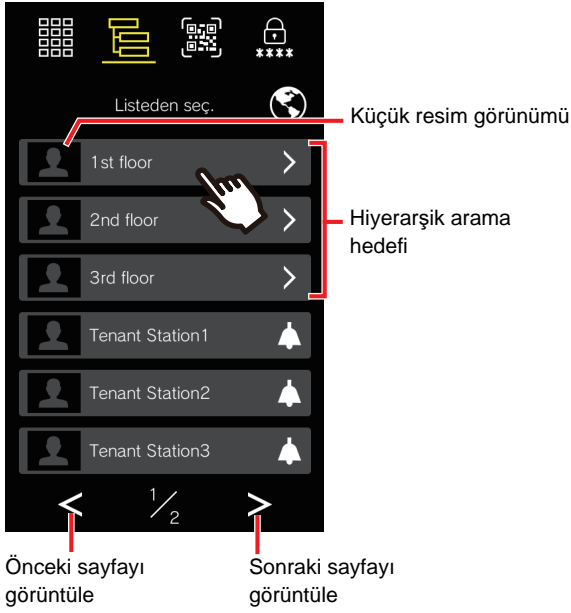 ****
Listeden seç.
Küçük resim görünümü
1st floor
2nd floor
Hiyerarşik arama
hedefi
3rd floor
Tenant Station1
Tenant Station2
Tenant Station3
< 1/2 >
Önceki sayfayı
görüntüle
Sonraki sayfayı
görüntüle